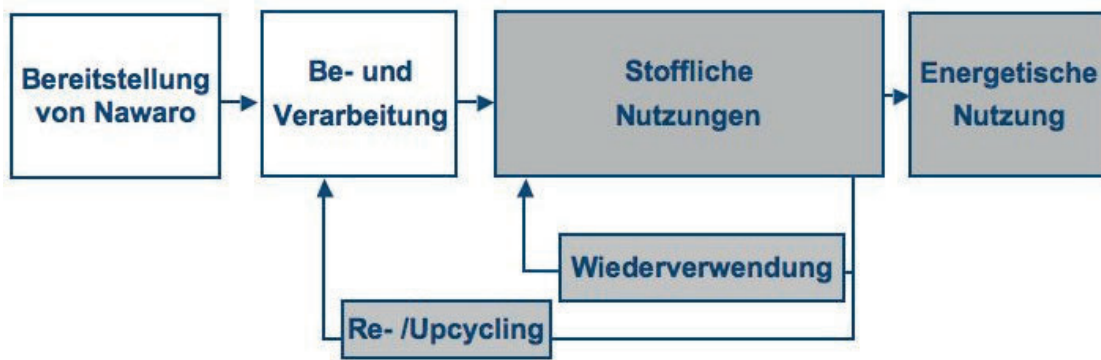 Bereitstellung
von Nawaro
Be- und
Verarbeitung
Stoffliche
Nutzungen
Energetische
Nutzung
Wiederverwendung
Re- /Upcycling